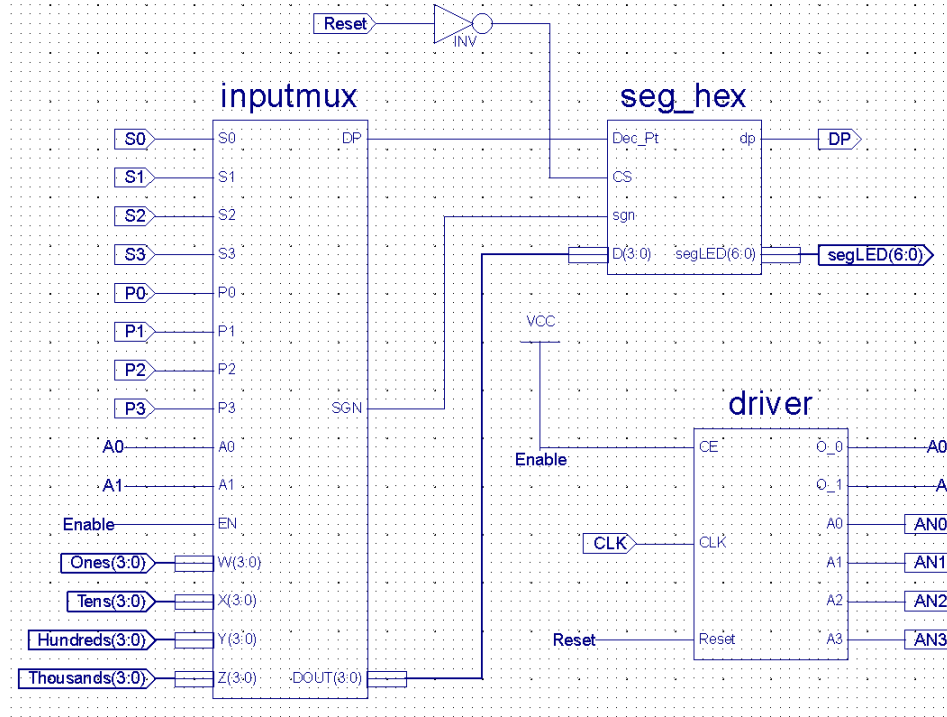 Reset
INV
inputmux
seg_hex
S0 S0 DP Dec_Pt dp DP
S1 S1 CS
S2 S2 sgn
S3 S3 D(3:0) segLED(6:0) segLED(6:0)
P0 P0
P1 P1 VCC
P2 P2
P3 P3 SGN driver
A0 A0 Enable CE O_0 A0
A1 A1 O_1 A
Enable EN CLK CLK A0 AN0
Ones(3:0) W(3:0) A1 AN1
Tens(3:0) X(3:0) A2 AN2
Hundreds(3:0) Y(3:0) Reset Reset A3 AN3
Thousands(3:0) Z(3:0) DOUT(3:0)